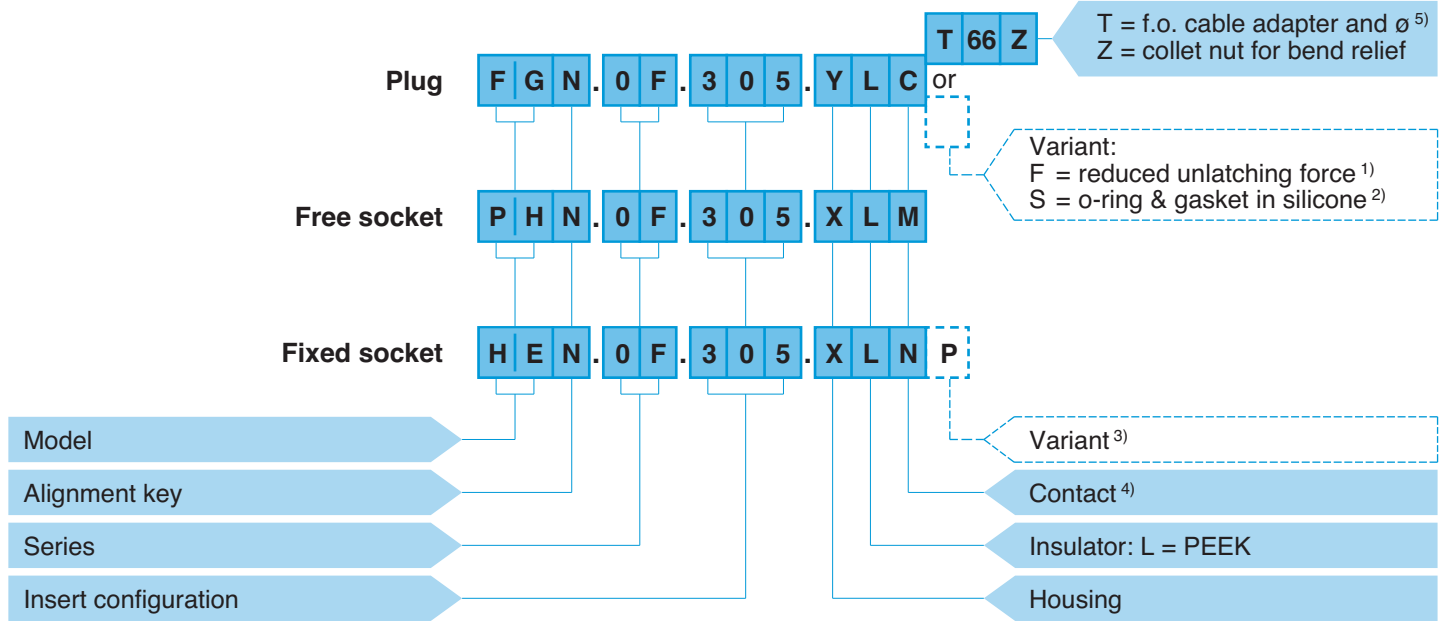 T 66 Z
T = f.o. cable adapter and ø 5)
Z = collet nut for bend relief
Plug F G N . 0 F . 3 0 5 . Y L C or
Variant:
F = reduced unlatching force 1)
S = o-ring & gasket in silicone 2)
Free socket P H N . 0 F . 3 0 5 . X L M
Fixed socket H E N . 0 F . 3 0 5 . X L N P
Model
Variant 3)
Alignment key
Contact 4)
Series
Insulator: L = PEEK
Insert configuration
Housing